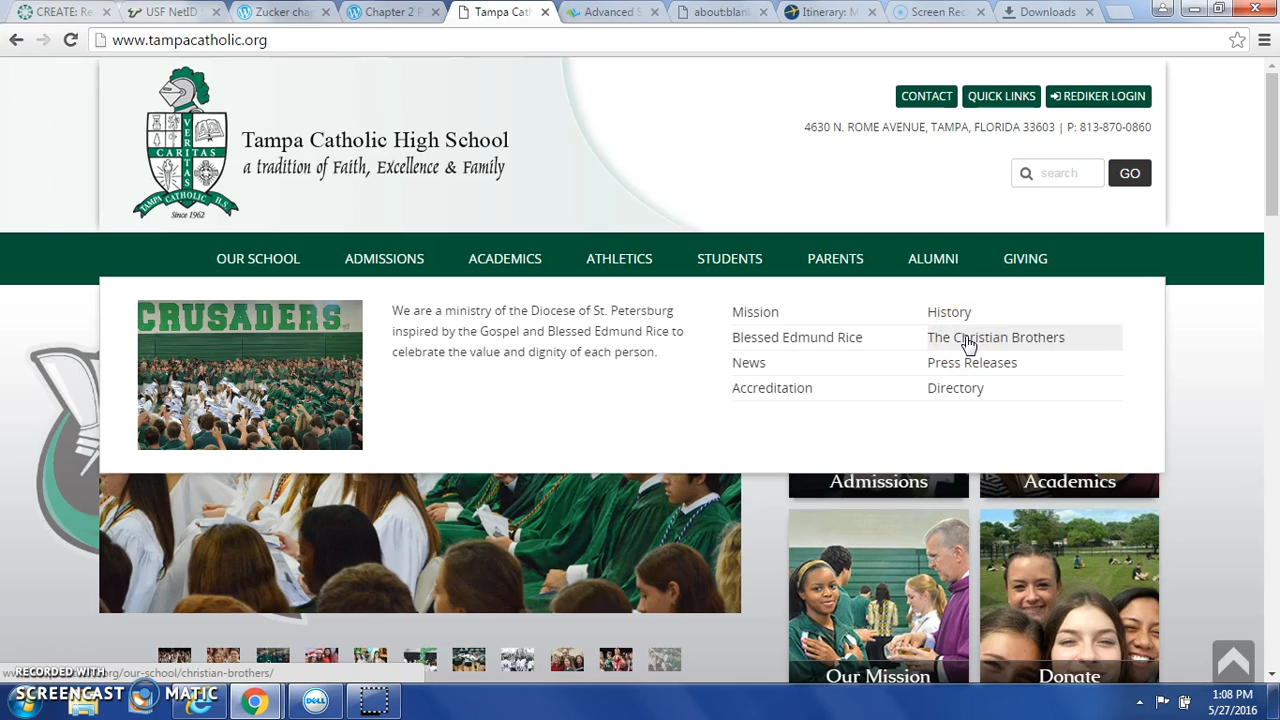 CREATE: Re
USF NetID
Zucker cha
Chapter 2 P
Tampa Cat
Advanced S
about:blan
Itinerary: M
Screen Rec
Downloads
www.tampacatholic.org
VERITAS
CARITAS
TAMPA CATHOLIC H.S.
Since 1962
Tampa Catholic High School
a tradition of Faith, Excellence & Family
CONTACT
QUICK LINKS
REDIKER LOGIN
4630 N. ROME AVENUE, TAMPA, FLORIDA 33603 | P: 813-870-0860
search
GO
OUR SCHOOL
ADMISSIONS
ACADEMICS
ATHLETICS
STUDENTS
PARENTS
ALUMNI
GIVING
CRUSADERS
We are a ministry of the Diocese of St. Petersburg
inspired by the Gospel and Blessed Edmund Rice to
celebrate the value and dignity of each person.
Mission
History
Blessed Edmund Rice
The Christian Brothers
News
Press Releases
Accreditation
Directory
Admissions
Academics
Our Mission
Donate
org/our-school/christian-brothers/
RECORDED WITH
SCREENCAST MATIC
DELL
1:08 PM
5/27/2016